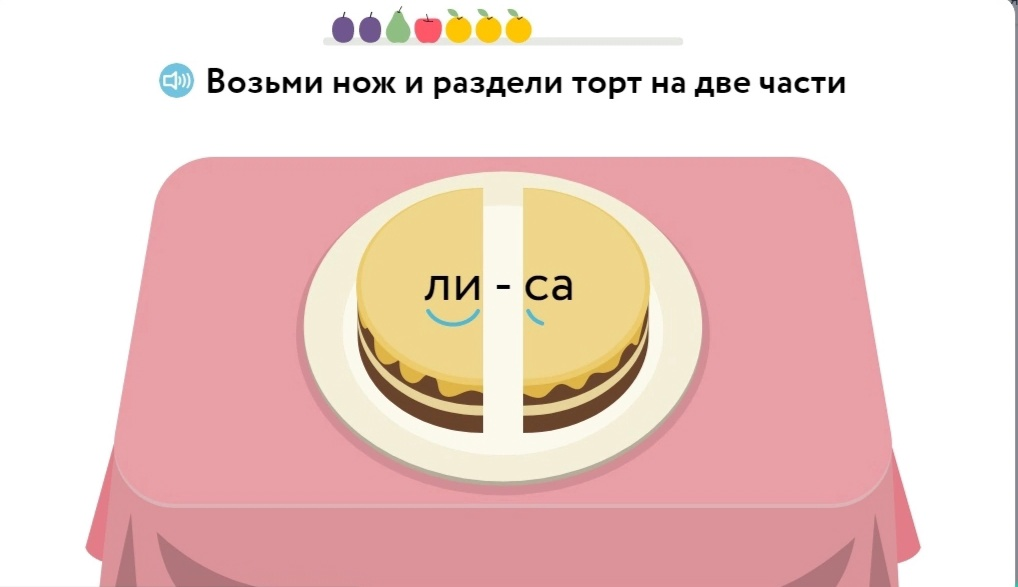 Возьми нож и раздели торт на две части
ли - са